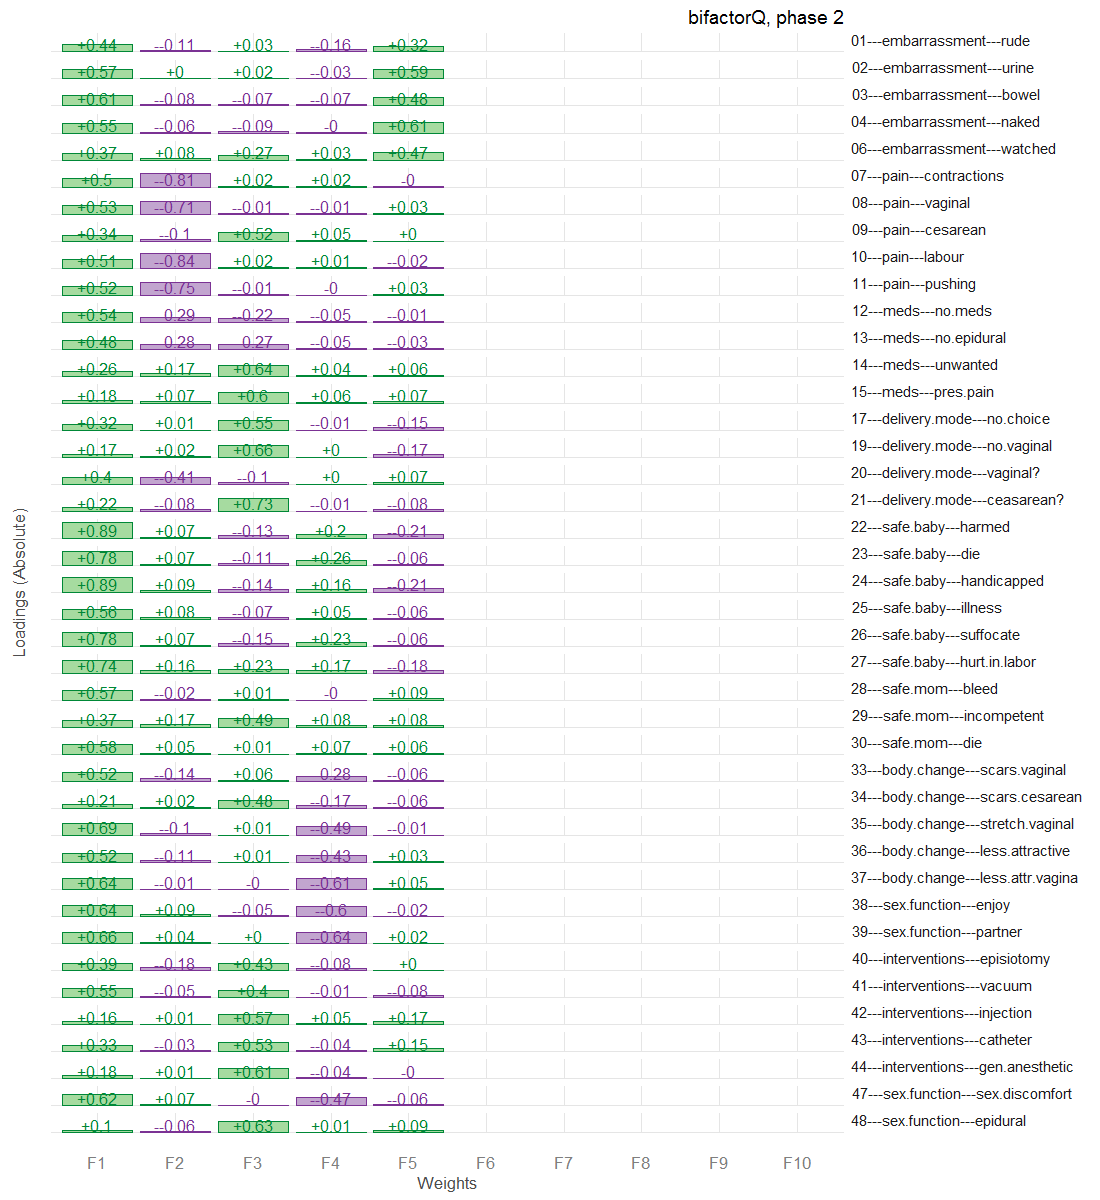 bifactorQ, phase 2
+0.44 --0.11 +0.03 --0.16 +0.32 01---embarrassment---rude
+0.57 +0 +0.02 --0.03 +0.59 02---embarrassment---urine
+0.61 --0.08 --0.07 --0.07 +0.48 03---embarrassment---bowel
+0.55 --0.06 --0.09 -0 +0.61 04---embarrassment---naked
+0.37 +0.08 +0.27 +0.03 +0.47 06---embarrassment---watched
+0.5 --0.81 +0.02 +0.02 -0 07---pain---contractions
+0.53 --0.71 --0.01 --0.01 +0.03 08---pain---vaginal
+0.34 --0.1 +0.52 +0.05 +0 09---pain---cesarean
+0.51 --0.84 +0.02 +0.01 --0.02 10---pain---labour
+0.52 --0.75 --0.01 -0 +0.03 11---pain---pushing
+0.54 --0.29 --0.22 --0.05 --0.01 12---meds---no.meds
+0.48 --0.28 --0.27 --0.05 --0.03 13---meds---no.epidural
+0.26 +0.17 +0.64 +0.04 +0.06 14---meds---unwanted
+0.18 +0.07 +0.6 +0.06 +0.07 15---meds---pres.pain
+0.32 +0.01 +0.55 --0.01 --0.15 17---delivery.mode---no.choice
+0.17 +0.02 +0.66 +0 --0.17 19---delivery.mode---no.vaginal
+0.4 --0.41 --0.1 +0 +0.07 20---delivery.mode---vaginal?
+0.22 --0.08 +0.73 --0.01 --0.08 21---delivery.mode---ceasarean?
+0.89 +0.07 --0.13 +0.2 --0.21 22---safe.baby---harmed
+0.78 +0.07 --0.11 +0.26 --0.06 23---safe.baby---die
+0.89 +0.09 --0.14 +0.16 --0.21 24---safe.baby---handicapped
+0.56 +0.08 --0.07 +0.05 --0.06 25---safe.baby---illness
+0.78 +0.07 --0.15 +0.23 --0.06 26---safe.baby---suffocate
+0.74 +0.16 +0.23 +0.17 --0.18 27---safe.baby---hurt.in.labor
+0.57 --0.02 +0.01 -0 +0.09 28---safe.mom---bleed
+0.37 +0.17 +0.49 +0.08 +0.08 29---safe.mom---incompetent
+0.58 +0.05 +0.01 +0.07 +0.06 30---safe.mom---die
+0.52 --0.14 +0.06 --0.28 --0.06 33---body.change---scars.vaginal
+0.21 +0.02 +0.48 --0.17 --0.06 34---body.change---scars.cesarean
+0.69 --0.1 +0.01 --0.49 --0.01 35---body.change---stretch.vaginal
+0.52 --0.11 +0.01 --0.43 +0.03 36---body.change---less.attractive
+0.64 --0.01 -0 --0.61 +0.05 37---body.change---less.attr.vagina
+0.64 +0.09 --0.05 --0.6 --0.02 38---sex.function---enjoy
+0.66 +0.04 +0 --0.64 +0.02 39---sex.function---partner
+0.39 --0.18 +0.43 --0.08 +0 40---interventions---episiotomy
+0.55 --0.05 +0.4 --0.01 --0.08 41---interventions---vacuum
+0.16 +0.01 +0.57 +0.05 +0.17 42---interventions---injection
+0.33 --0.03 +0.53 --0.04 +0.15 43---interventions---catheter
+0.18 +0.01 +0.61 --0.04 -0 44---interventions---gen.anesthetic
+0.62 +0.07 -0 --0.47 --0.06 47---sex.function---sex.discomfort
+0.1 --0.06 +0.63 +0.01 +0.09 48---sex.function---epidural
F1 F2 F3 F4 F5 F6 F7 F8 F9 F10
Weights
Loadings (Absolute)